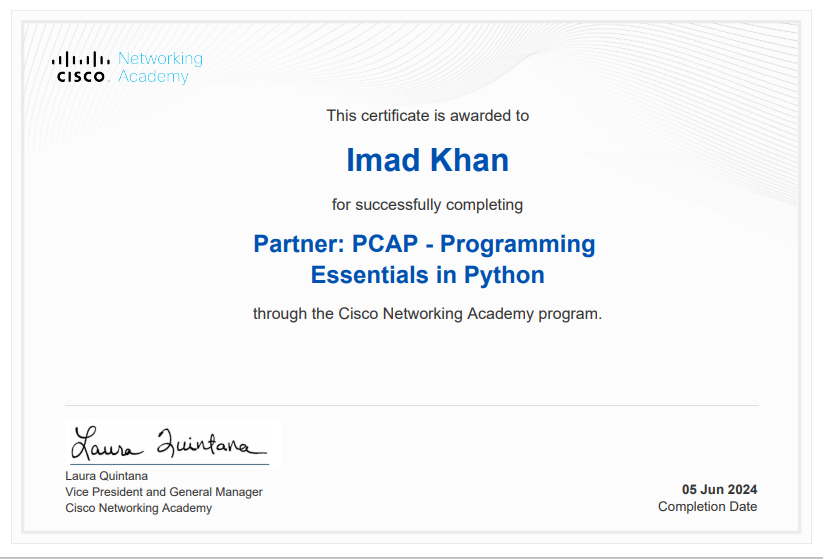 Networking
CISCO Academy
This certificate is awarded to
Imad Khan
for successfully completing
Partner: PCAP - Programming
Essentials in Python
through the Cisco Networking Academy program.
Laura Quintana
Laura Quintana
Vice President and General Manager
Cisco Networking Academy
05 Jun 2024
Completion Date